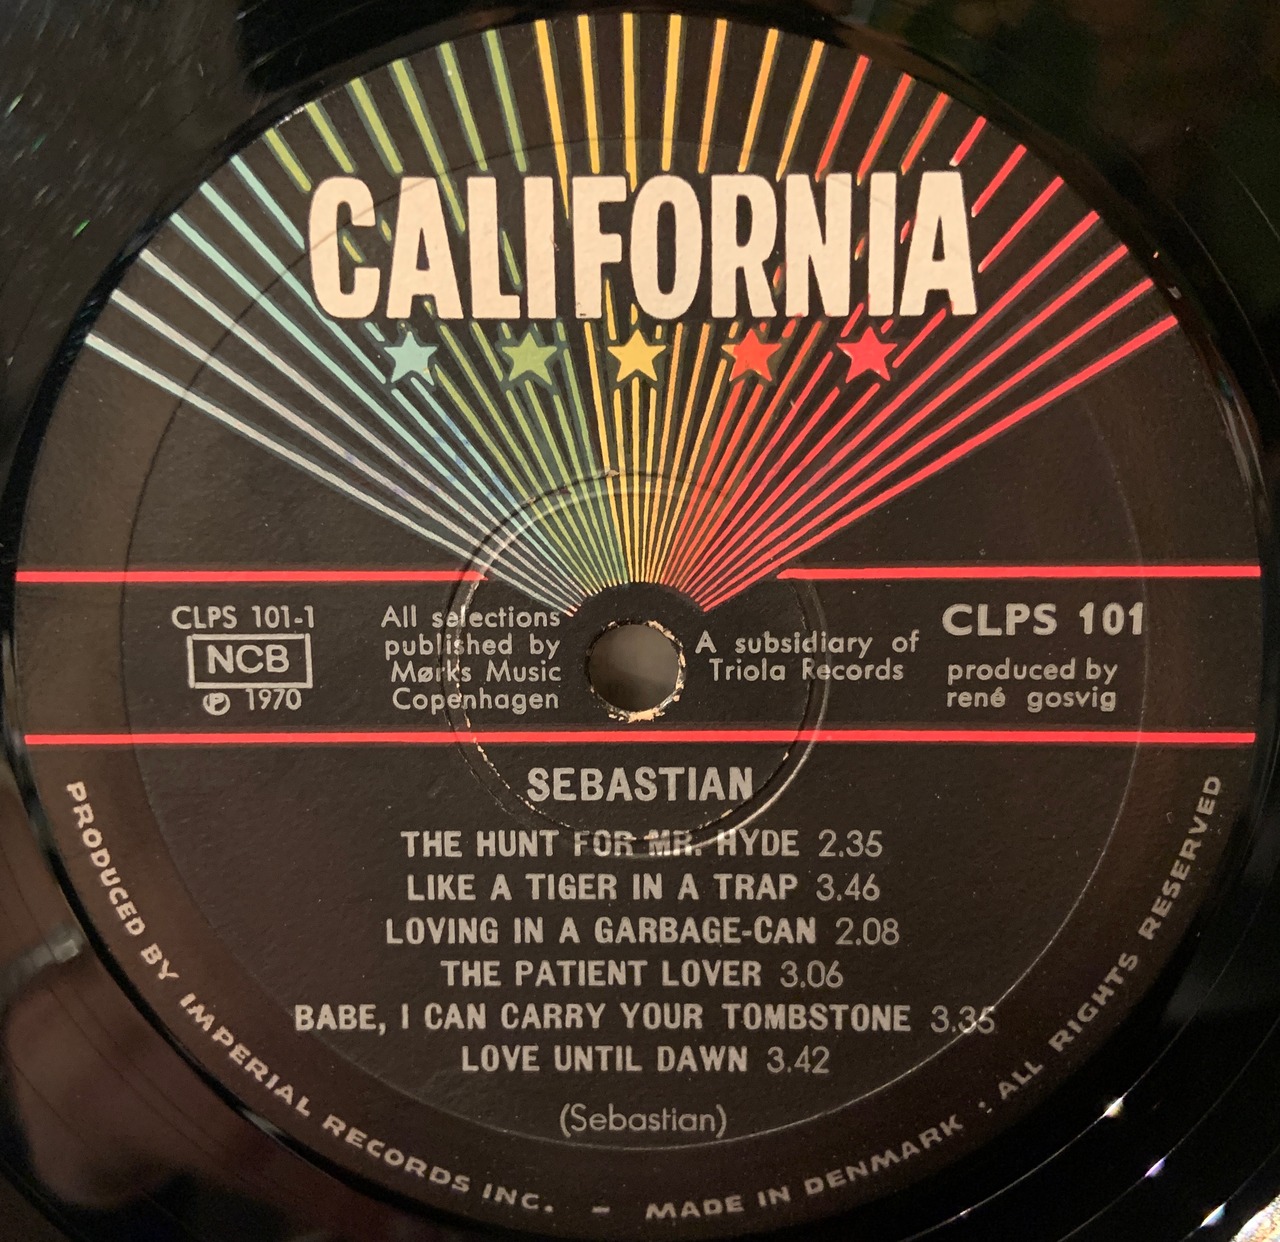 CALIFORNIA
CLPS 101-1
NCB
℗ 1970
All selections
published by
Mørks Music
Copenhagen
A subsidiary of
Triola Records
CLPS 101
produced by
rené gosvig
SEBASTIAN
THE HUNT FOR MR. HYDE 2.35
LIKE A TIGER IN A TRAP 3.46
LOVING IN A GARBAGE-CAN 2.08
THE PATIENT LOVER 3.06
BABE, I CAN CARRY YOUR TOMBSTONE 3.35
LOVE UNTIL DAWN 3.42
(Sebastian)
PRODUCED BY IMPERIAL RECORDS INC. – MADE IN DENMARK · ALL RIGHTS RESERVED